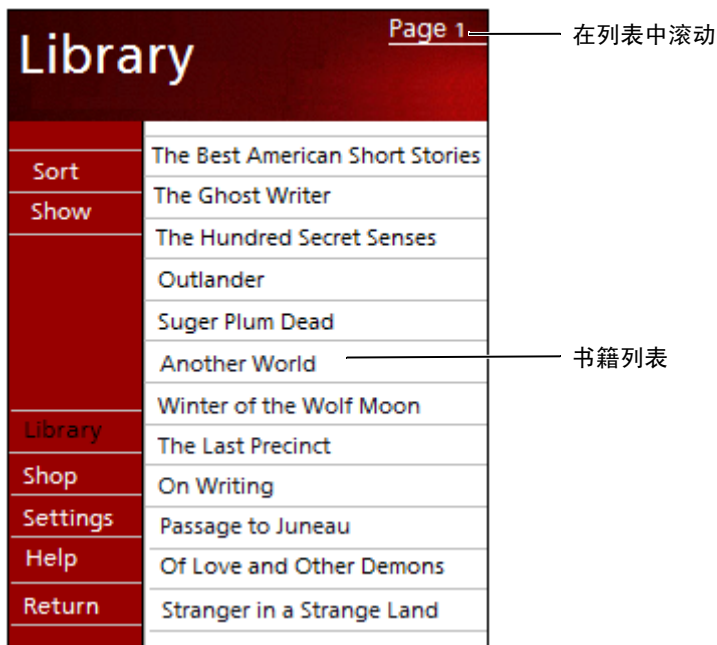 Library
Page 1
在列表中滚动
Sort
Show
Library
Shop
Settings
Help
Return
The Best American Short Stories
The Ghost Writer
The Hundred Secret Senses
Outlander
Suger Plum Dead
Another World
书籍列表
Winter of the Wolf Moon
The Last Precinct
On Writing
Passage to Juneau
Of Love and Other Demons
Stranger in a Strange Land